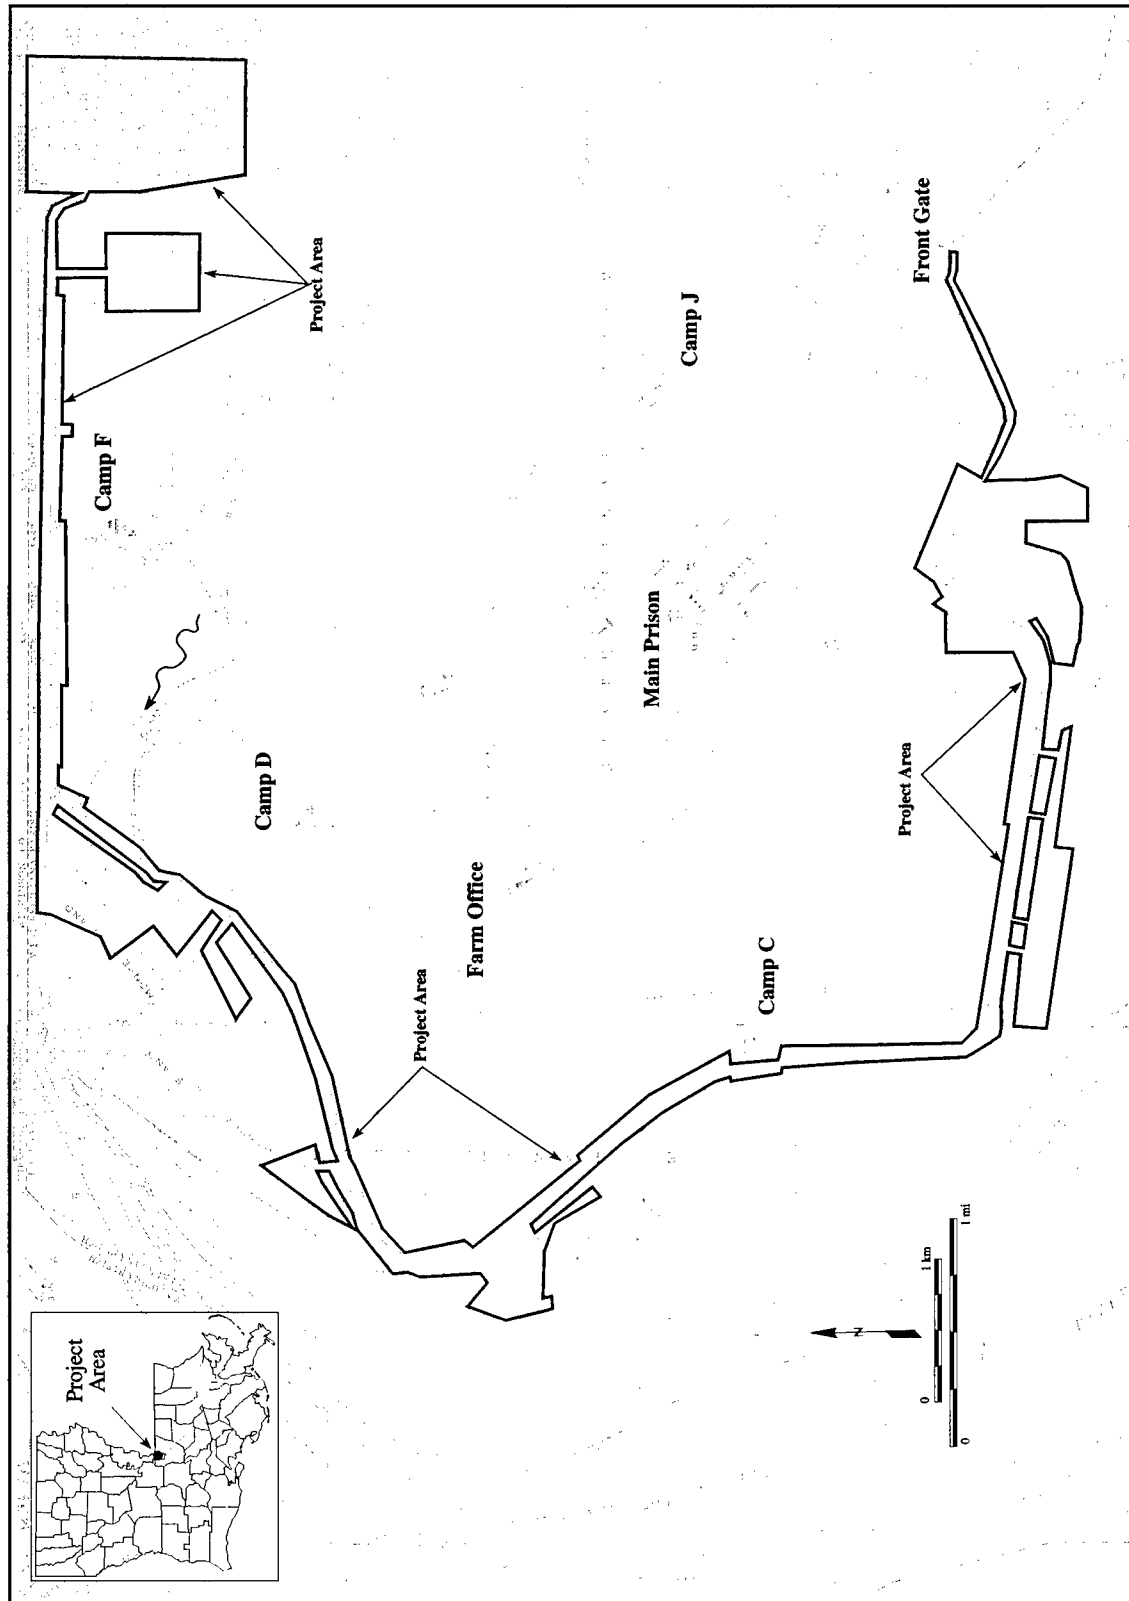 Project
Area
Camp F
Project Area
Camp D
Farm Office
Project Area
Camp C
Main Prison
Camp J
Project Area
Front Gate
N
0
1 km
0
1 mi